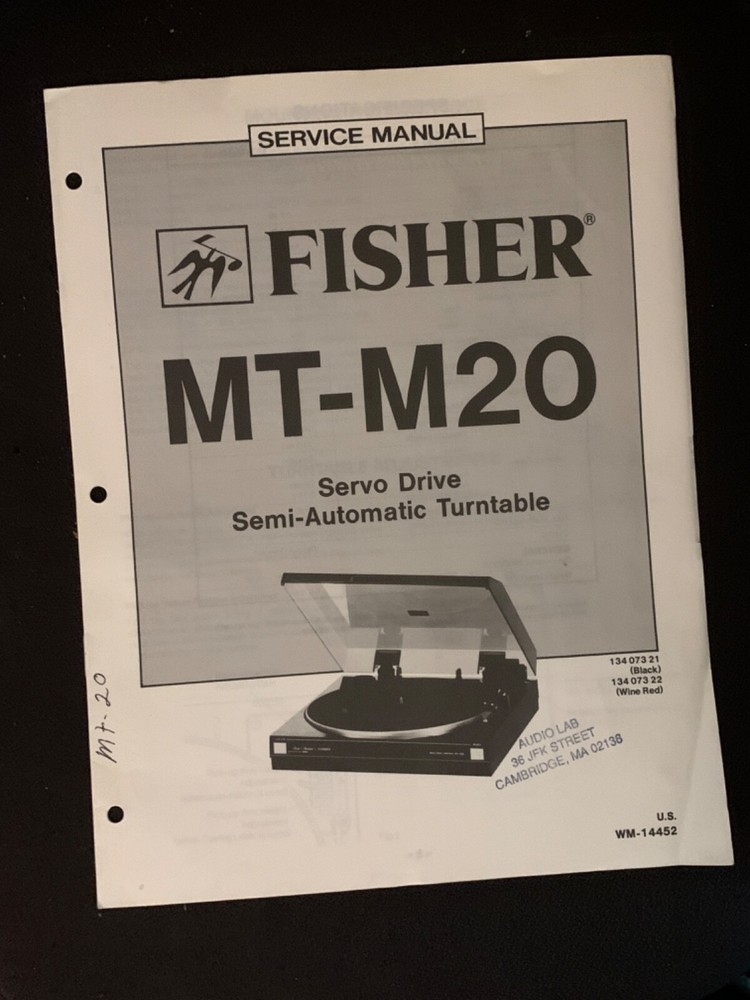 SERVICE MANUAL
FISHER®
MT-M20
Servo Drive
Semi-Automatic Turntable
134 073 21
(Black)
134 073 22
(Wine Red)
mt-20
AUDIO LAB
36 JFK STREET
CAMBRIDGE, MA 02138
U.S.
WM-14452